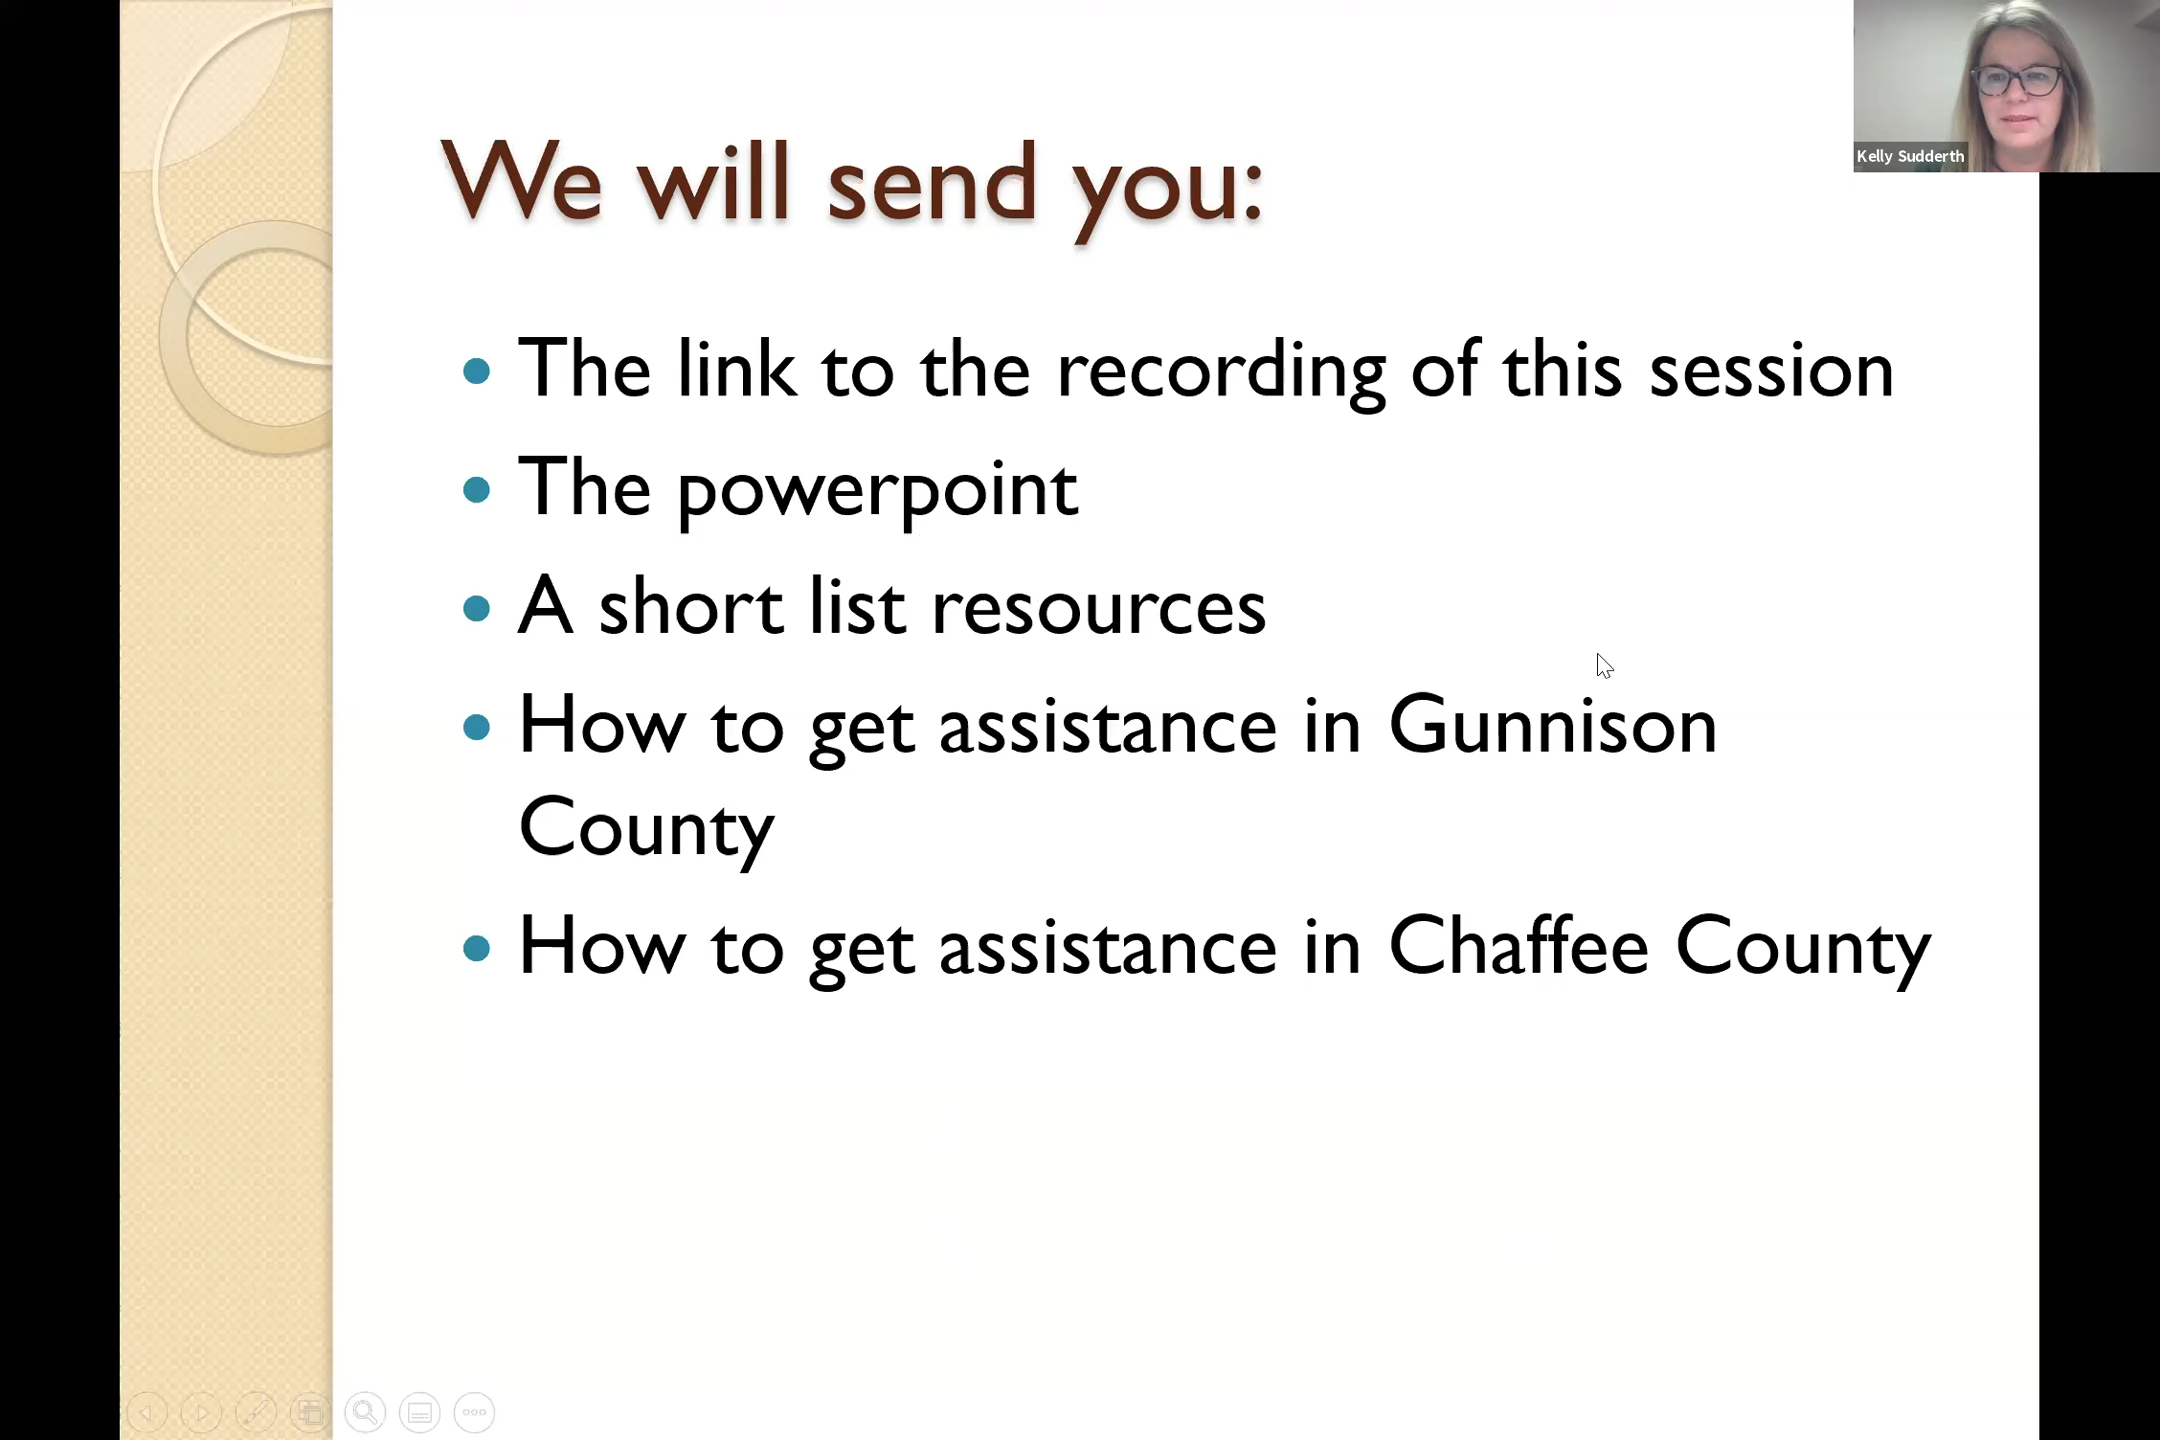 We will send you:
Kelly Sudderth
The link to the recording of this session
The powerpoint
A short list resources
How to get assistance in Gunnison
County
How to get assistance in Chaffee County